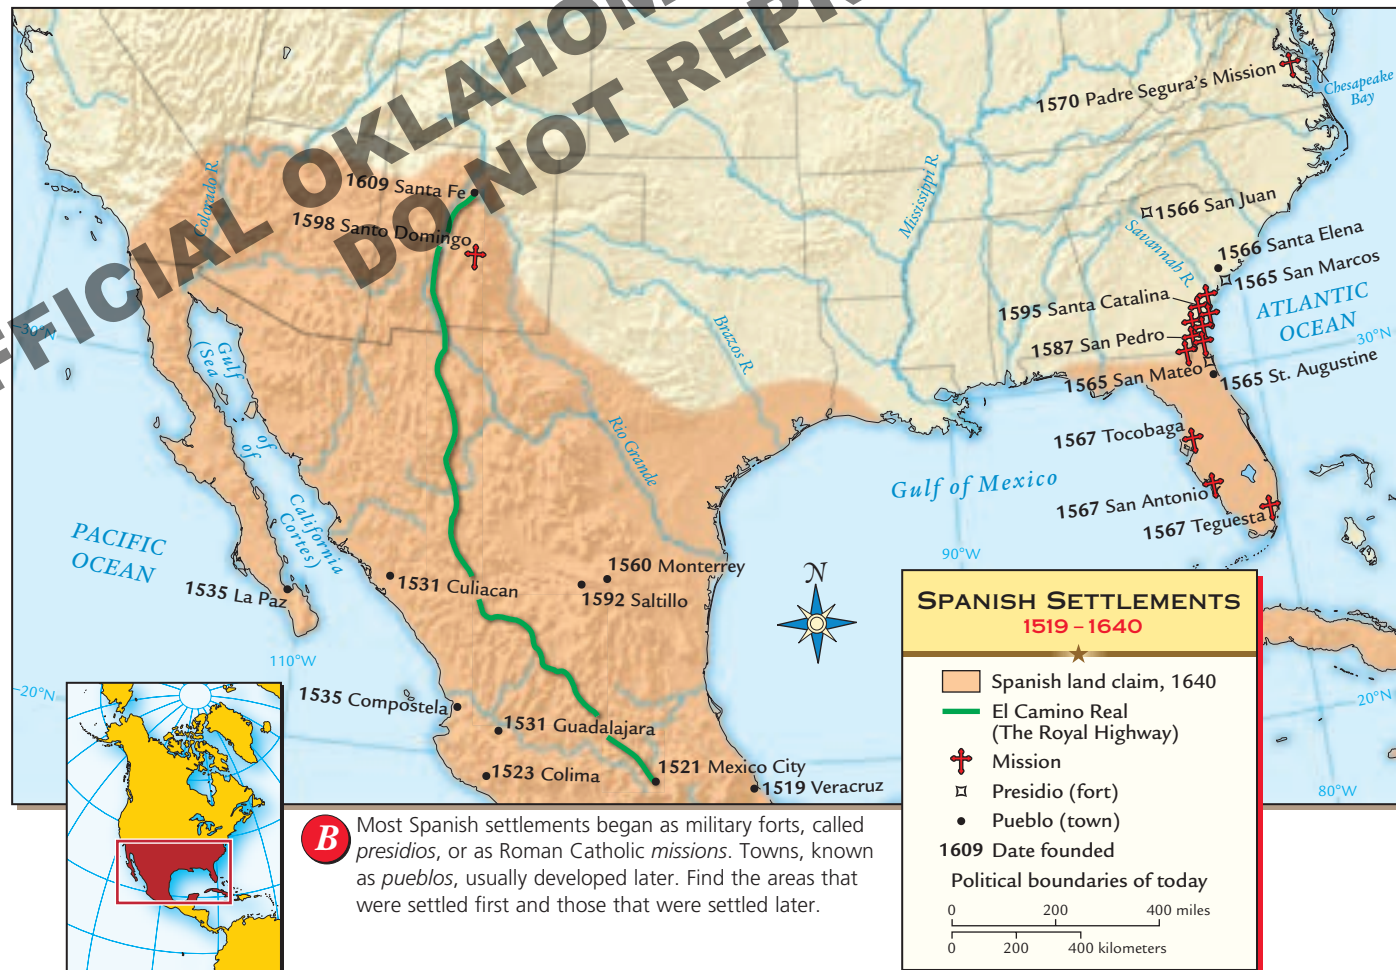 OFFICIAL OKLAHOM
DO NOT REPR
1570 Padre Segura's Mission
Chesapeake
Bay
Colorado R.
1609 Santa Fe
1598 Santo Domingo
Mississippi R.
1566 San Juan
Savannah R.
1566 Santa Elena
1565 San Marcos
1595 Santa Catalina
ATLANTIC
OCEAN
30°N
30°N
1587 San Pedro
1565 San Mateo
1565 St. Augustine
Gulf of California
(Sea of Cortes)
Brazos R.
Rio Grande
1567 Tocobaga
Gulf of Mexico
1567 San Antonio
1567 Teguesta
PACIFIC
OCEAN
90°W
1535 La Paz
1531 Culiacan
1560 Monterrey
1592 Saltillo
N
110°W
20°N
20°N
1535 Compostela
1531 Guadalajara
1523 Colima
1521 Mexico City
1519 Veracruz
80°W
SPANISH SETTLEMENTS
1519–1640
Spanish land claim, 1640
El Camino Real
(The Royal Highway)
Mission
Presidio (fort)
Pueblo (town)
1609 Date founded
Political boundaries of today
0 200 400 miles
0 200 400 kilometers
B Most Spanish settlements began as military forts, called
presidios, or as Roman Catholic missions. Towns, known
as pueblos, usually developed later. Find the areas that
were settled first and those that were settled later.